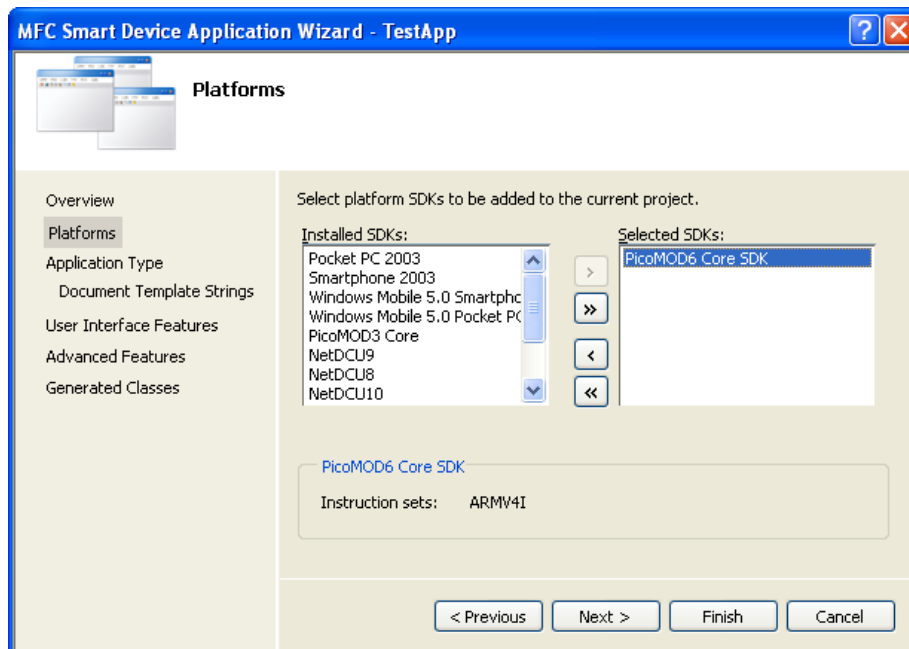 MFC Smart Device Application Wizard - TestApp
Platforms
Overview
Platforms
Application Type
Document Template Strings
User Interface Features
Advanced Features
Generated Classes
Select platform SDKs to be added to the current project.
Installed SDKs:
Pocket PC 2003
Smartphone 2003
Windows Mobile 5.0 Smartphc
Windows Mobile 5.0 Pocket PC
PicoMOD3 Core
NetDCU9
NetDCU8
NetDCU10
>
>>
<
<<
Selected SDKs:
PicoMOD6 Core SDK
PicoMOD6 Core SDK
Instruction sets: ARMV4I
< Previous Next > Finish Cancel